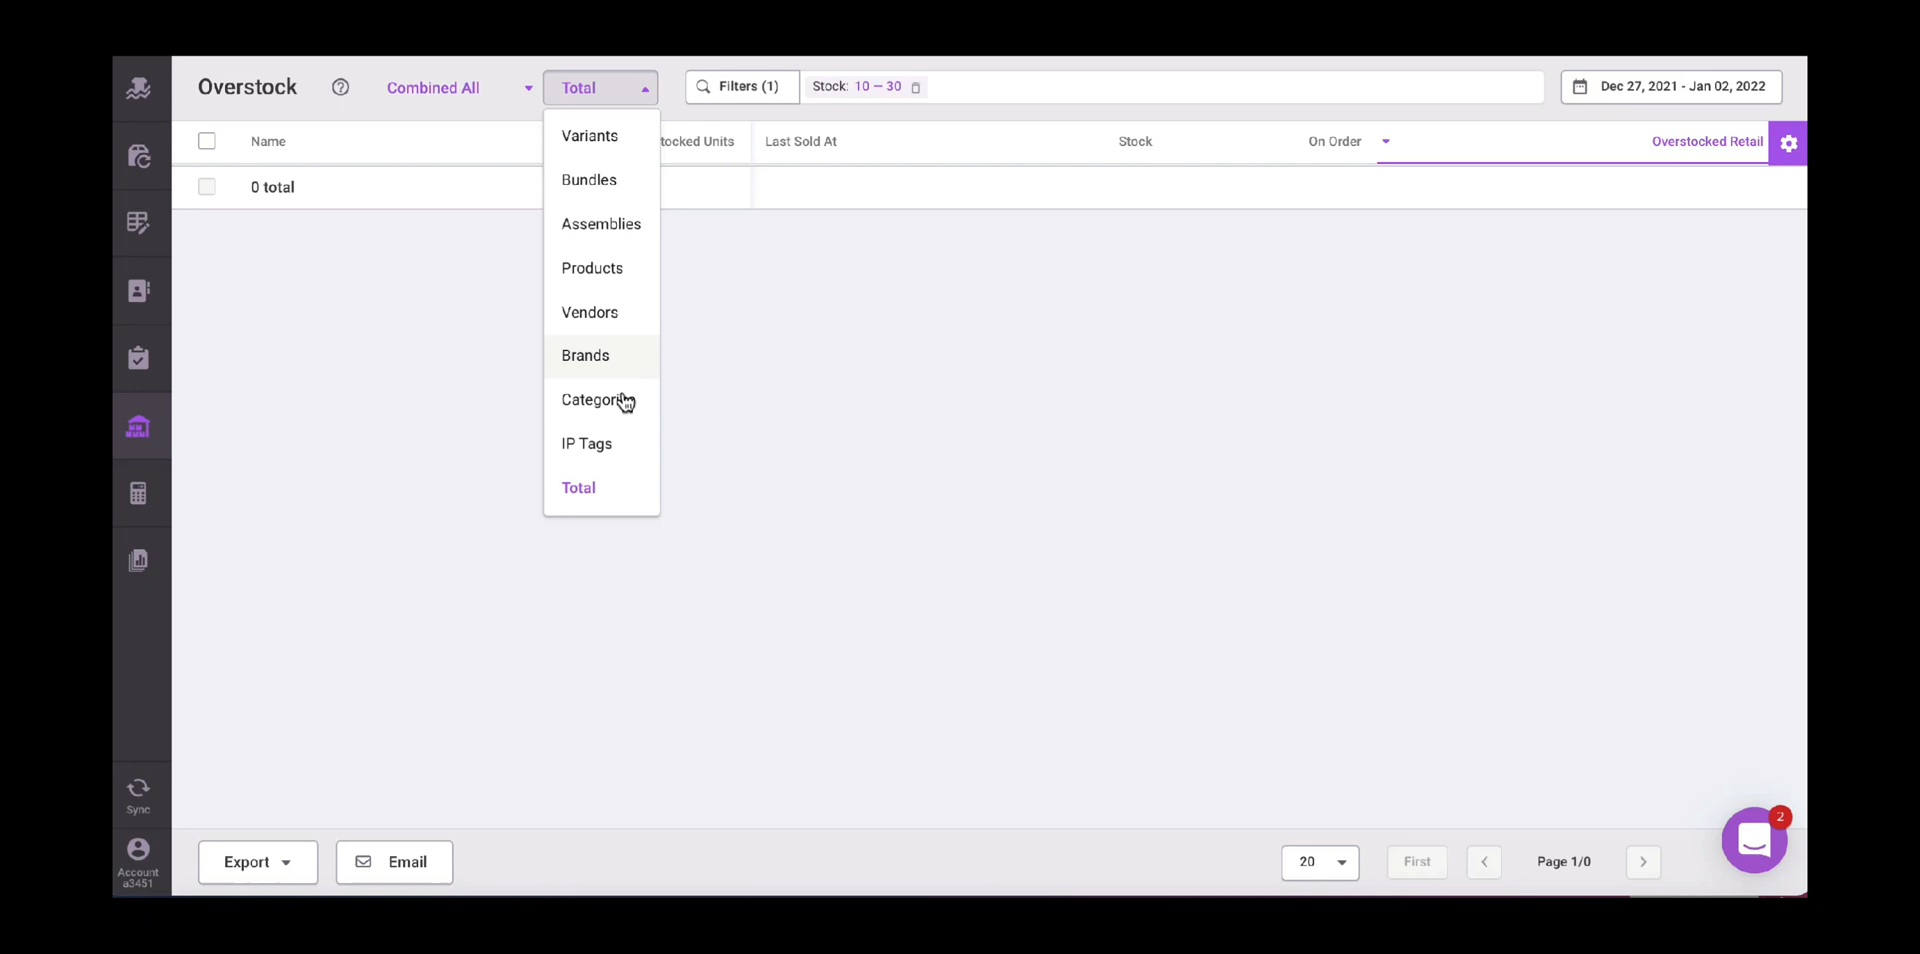 Overstock
Combined All
Total
Filters (1)
Stock: 10 — 30
Dec 27, 2021 - Jan 02, 2022
Name
tocked Units
Last Sold At
Stock
On Order
Overstocked Retail
0 total
Variants
Bundles
Assemblies
Products
Vendors
Brands
Categori
IP Tags
Total
Sync
Account
a3451
Export
Email
20
First
Page 1/0
2